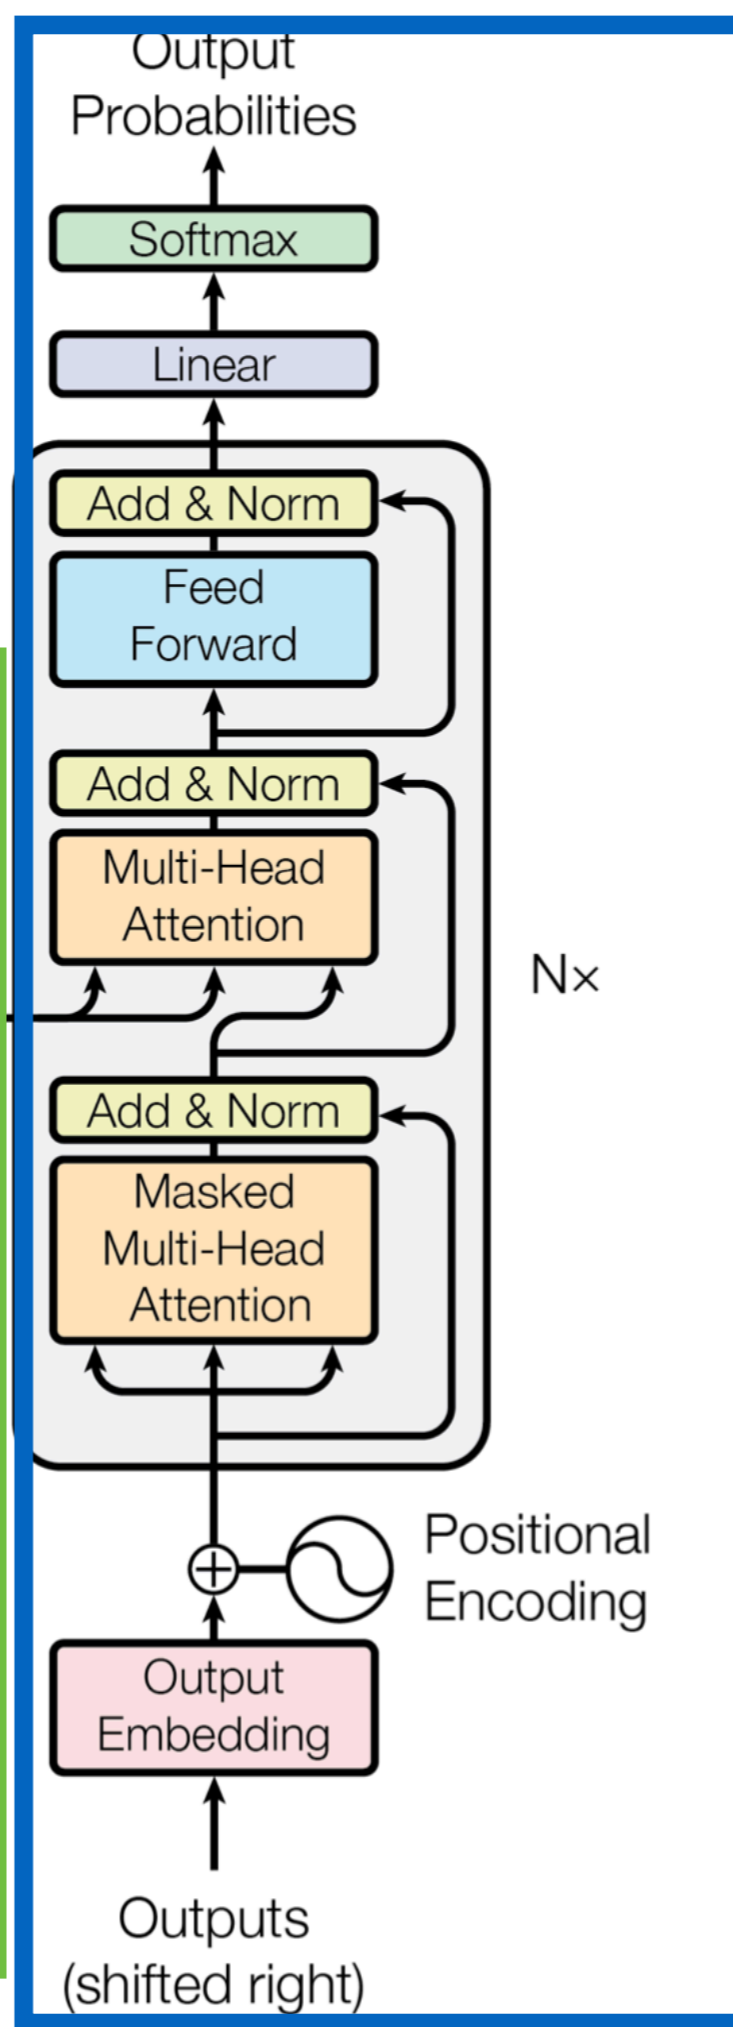 Output
Probabilities
Softmax
Linear
Add & Norm
Feed
Forward
Add & Norm
Multi-Head
Attention
N×
Add & Norm
Masked
Multi-Head
Attention
Positional
Encoding
Output
Embedding
Outputs
(shifted right)